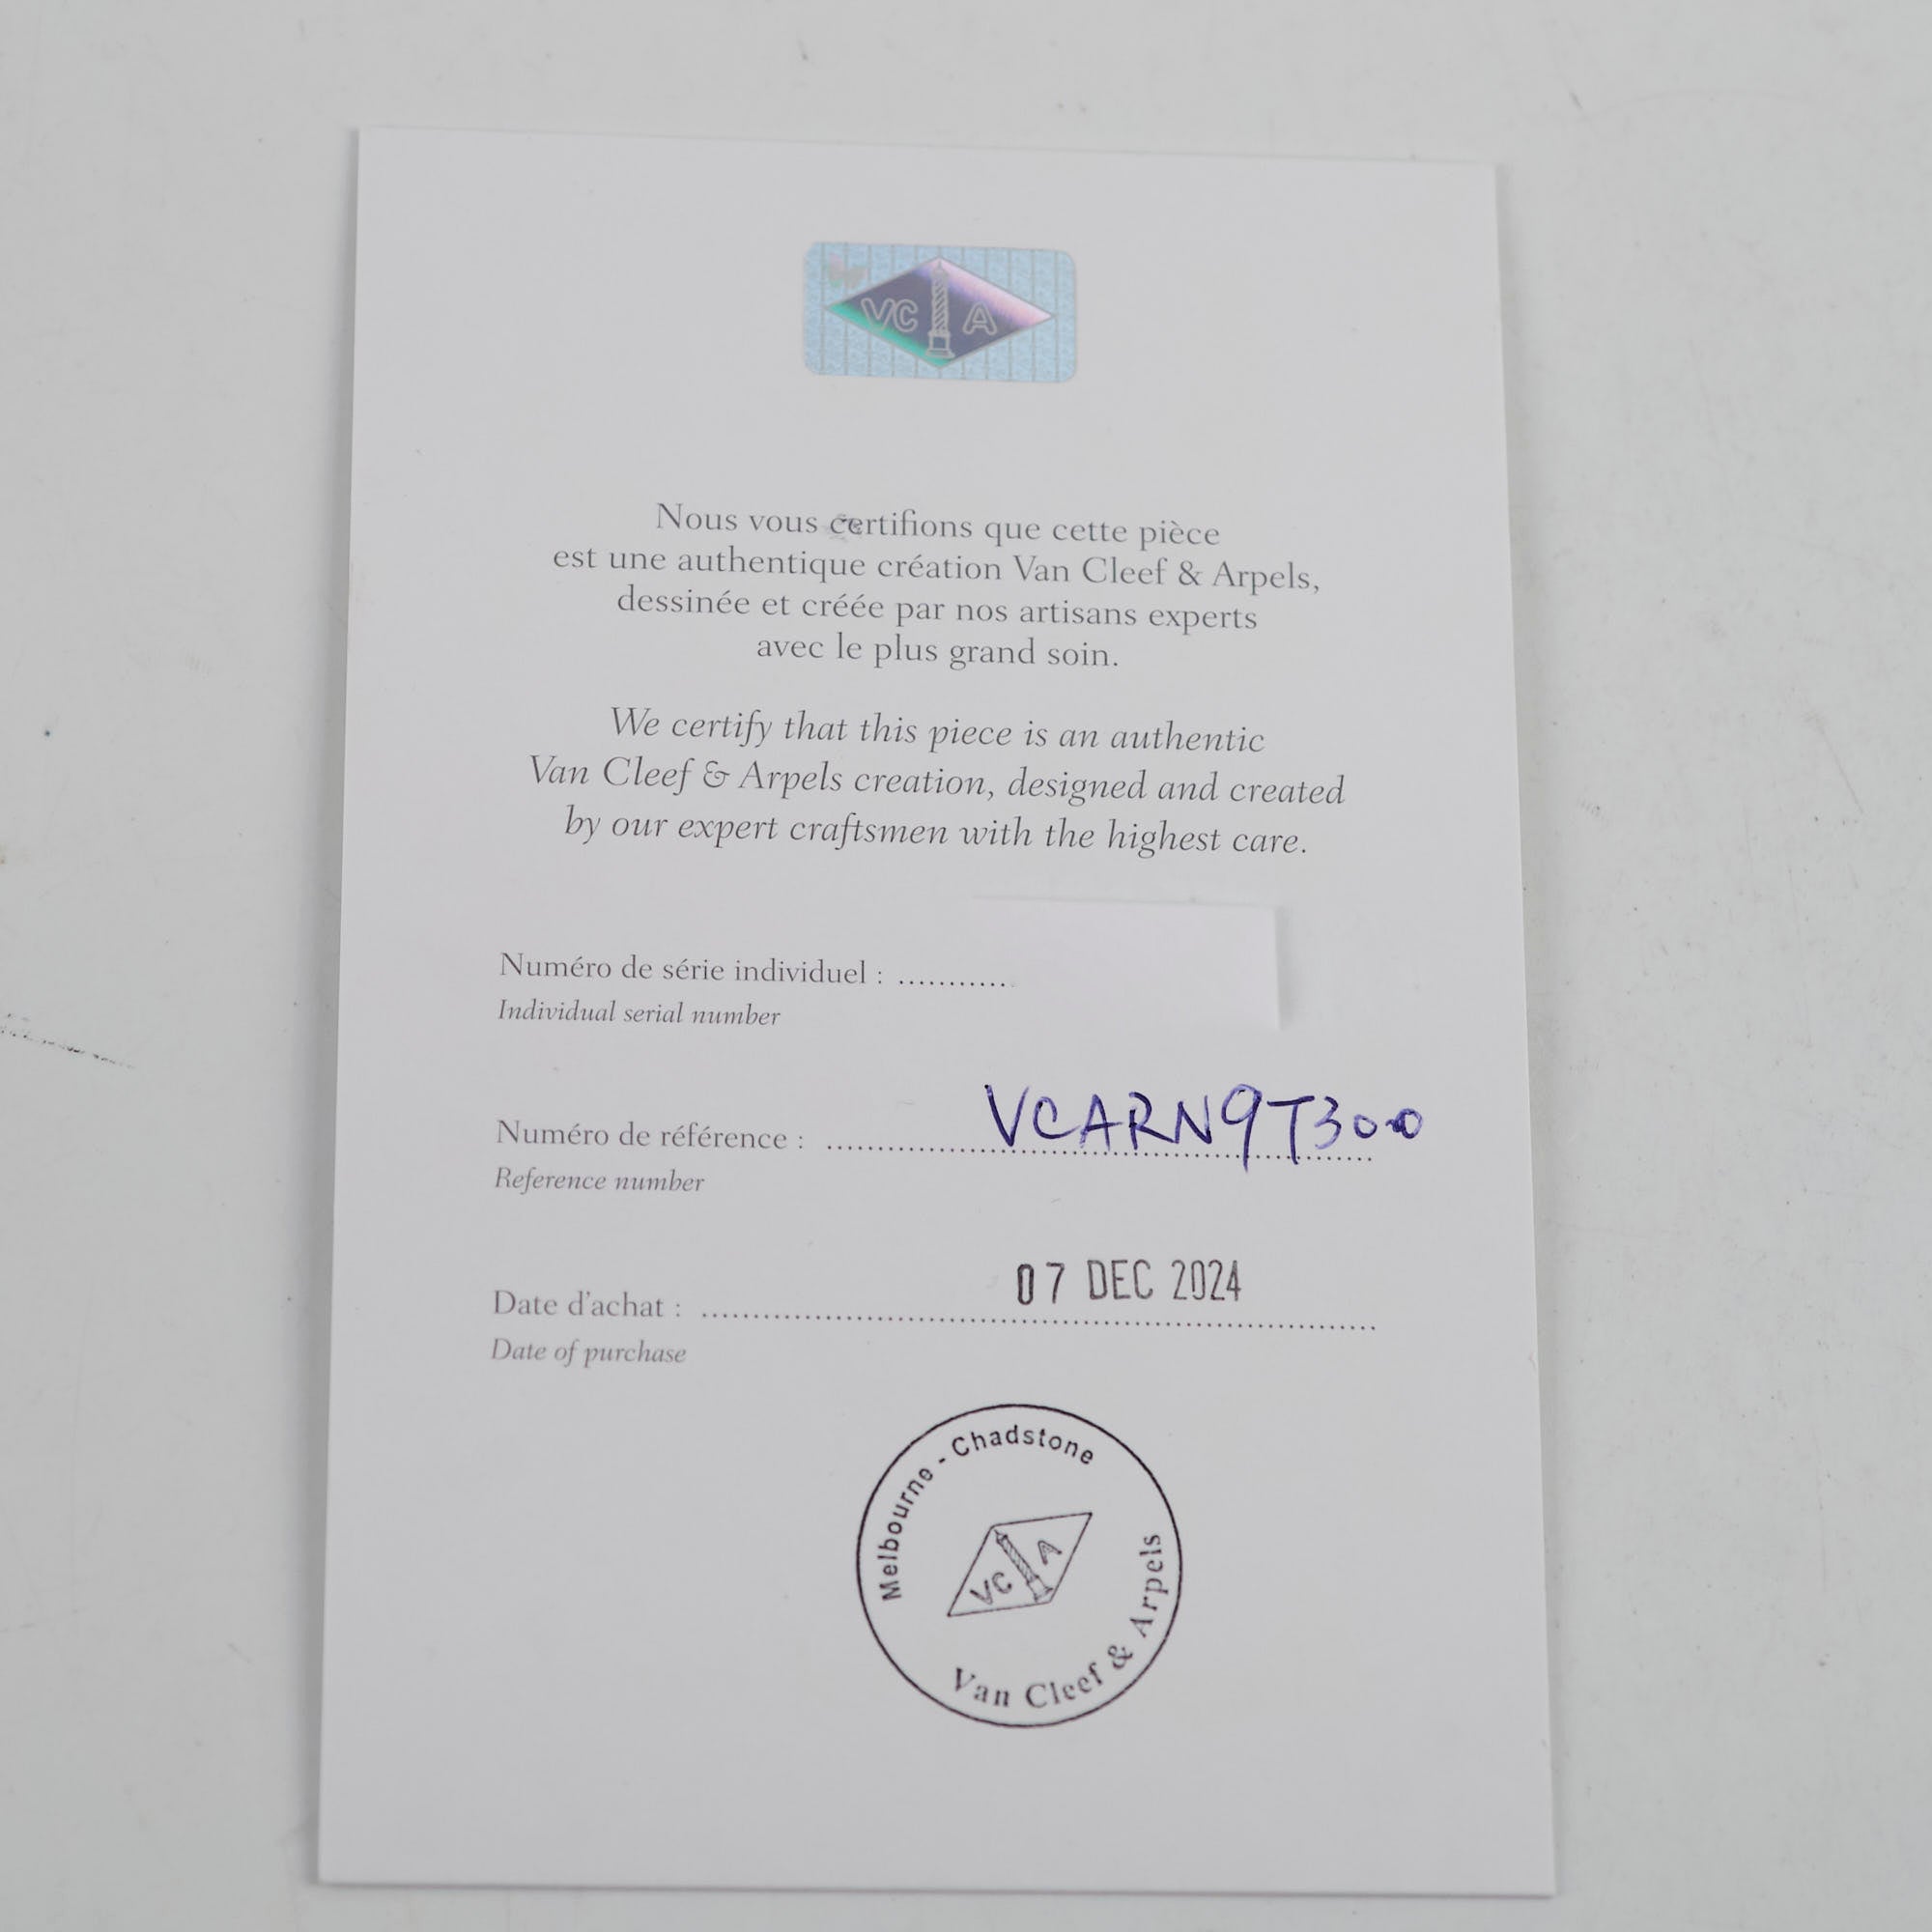 VC A
Nous vous certifions que cette pièce
est une authentique création Van Cleef & Arpels,
dessinée et créée par nos artisans experts
avec le plus grand soin.
We certify that this piece is an authentic
Van Cleef & Arpels creation, designed and created
by our expert craftsmen with the highest care.
Numéro de série individuel : ...........
Individual serial number
Numéro de référence : VCARN9T300
Reference number
Date d'achat : 07 DEC 2024
Date of purchase
Melbourne - Chadstone
VC A
Van Cleef & Arpels